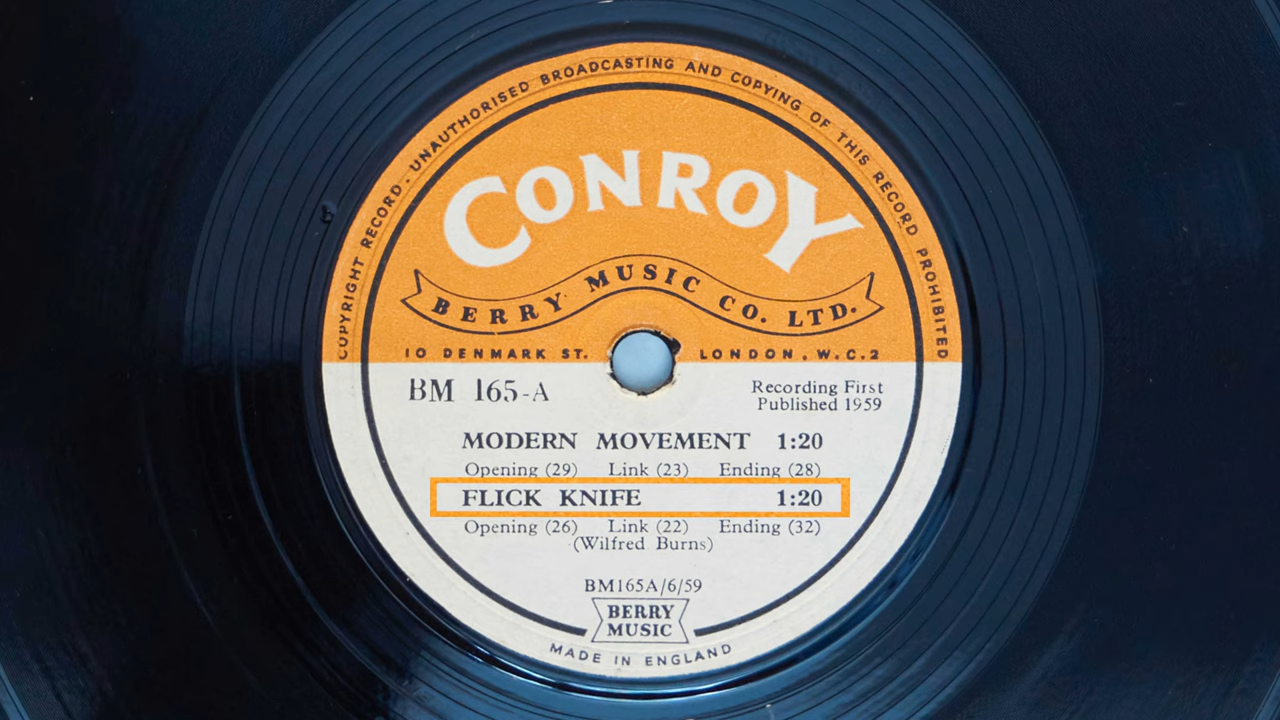 COPYRIGHT RECORD. UNAUTHORISED BROADCASTING AND COPYING OF THIS RECORD PROHIBITED
CONROY
BERRY MUSIC CO. LTD.
10 DENMARK ST. LONDON, W.C.2
BM 165-A
Recording First
Published 1959
MODERN MOVEMENT 1:20
Opening (29) Link (23) Ending (28)
FLICK KNIFE 1:20
Opening (26) Link (22) Ending (32)
(Wilfred Burns)
BM165A/6/59
BERRY
MUSIC
MADE IN ENGLAND